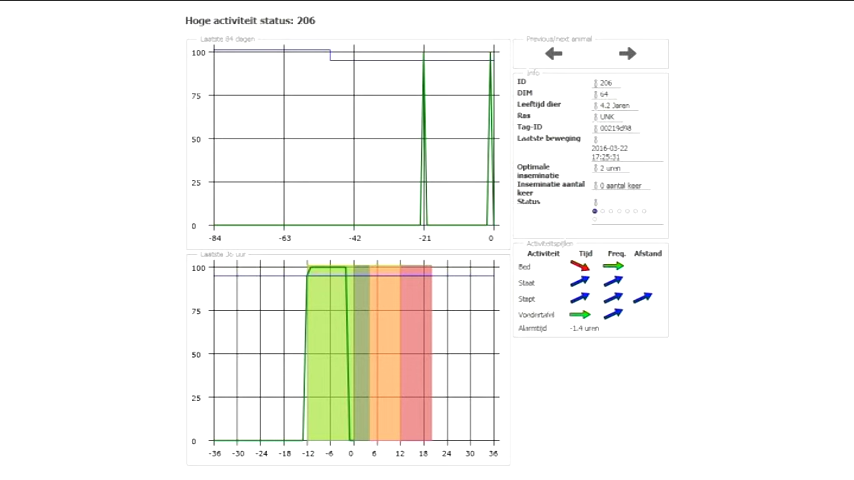 Hoge activiteit status: 206
Laatste 84 dagen
100
75
50
25
0
-84 -63 -42 -21 0
Previous/next animal
Info
ID 206
DIM 64
Leeftijd dier 4.2 Jaren
Ras UNK
Tag-ID 00219d98
Laatste beweging
2016-03-22
17:25:31
Optimale 2 uren
inseminatie
Inseminatie aantal 0 aantal keer
keer
Status
Laatste 36 uur
100
75
50
25
0
-36 -30 -24 -18 -12 -6 0 6 12 18 24 30 36
Activiteitspijlen
Activiteit Tijd Freq. Afstand
Bed
Staat
Stapt
Vondertafel
Alarmtijd -1.4 uren